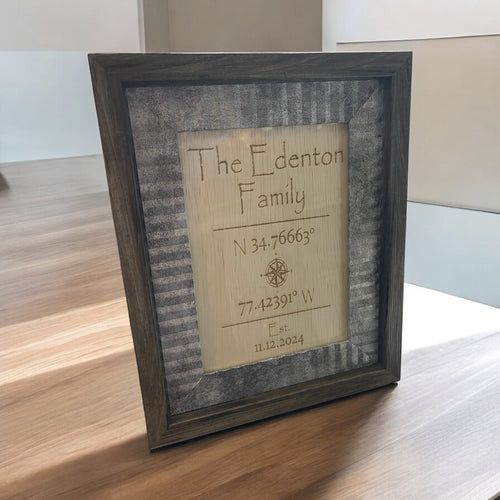 The Edenton
Family
N 34.76663°
77.42391° W
Est.
11.12.2024